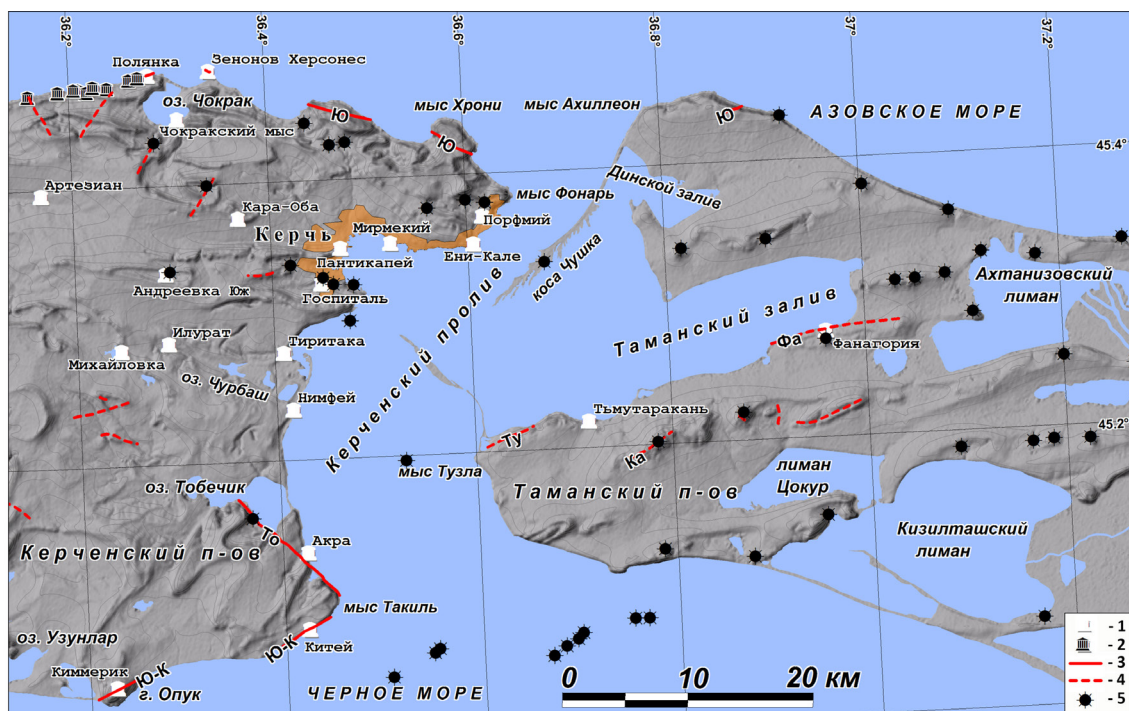 36.2°
36.4°
36.6°
36.8°
37°
37.2°
Полянка
Зенонов Херсонес
оз. Чокрак
Ю
мыс Хрони
мыс Ахиллеон
Ю
АЗОВСКОЕ МОРЕ
Чокракский мыс
Ю
45.4°
Артезиан
Динской залив
мыс Фонарь
Кара-Оба
Керчь
Мирмекий
Порфмий
Пантикапей
Ени-Кале
коса Чушка
Андреевка Юж
Госпиталь
Ахтанизовский
лиман
Керченский пролив
Таманский залив
Илурат
Тиритака
Фа
Фанагория
Михайловка
оз. Чурбаш
Нимфей
Тьмутаракань
45.2°
Ту
Ка
мыс Тузла
лиман
Цокур
оз. Тобечик
Таманский п-ов
То
Акра
Керченский п-ов
Кизилташский
лиман
мыс Такиль
оз. Узунлар
Ю-К
Китей
Киммерик
Ю-К
г. Опук
ЧЕРНОЕ МОРЕ
0 10 20 км
- 1
- 2
- 3
- 4
- 5